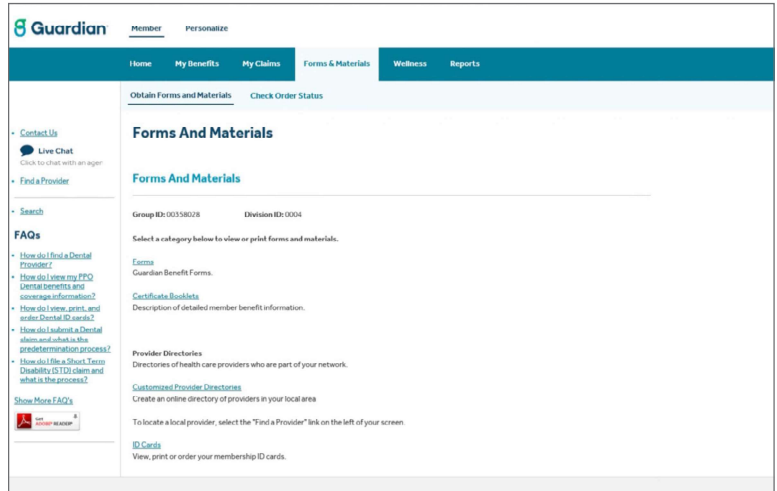 Guardian
Member Personalize
Home My Benefits My Claims Forms & Materials Wellness Reports
Obtain Forms and Materials Check Order Status
Contact Us
Live Chat
Click to chat with an agen
Find a Provider
Search
FAQs
How do I find a Dental
Provider?
How do I view my PPO
Dental benefits and
coverage information?
How do I view, print, and
order Dental ID cards?
How do I submit a Dental
claim and what is the
predetermination process?
How do I file a Short Term
Disability (STD) claim and
what is the process?
Show More FAQ's
Get
ADOBE® READER®
Forms And Materials
Forms And Materials
Group ID: 00358028 Division ID: 0004
Select a category below to view or print forms and materials.
Forms
Guardian Benefit Forms.
Certificate Booklets
Description of detailed member benefit information.
Provider Directories
Directories of health care providers who are part of your network.
Customized Provider Directories
Create an online directory of providers in your local area
To locate a local provider, select the "Find a Provider" link on the left of your screen.
ID Cards
View, print or order your membership ID cards.